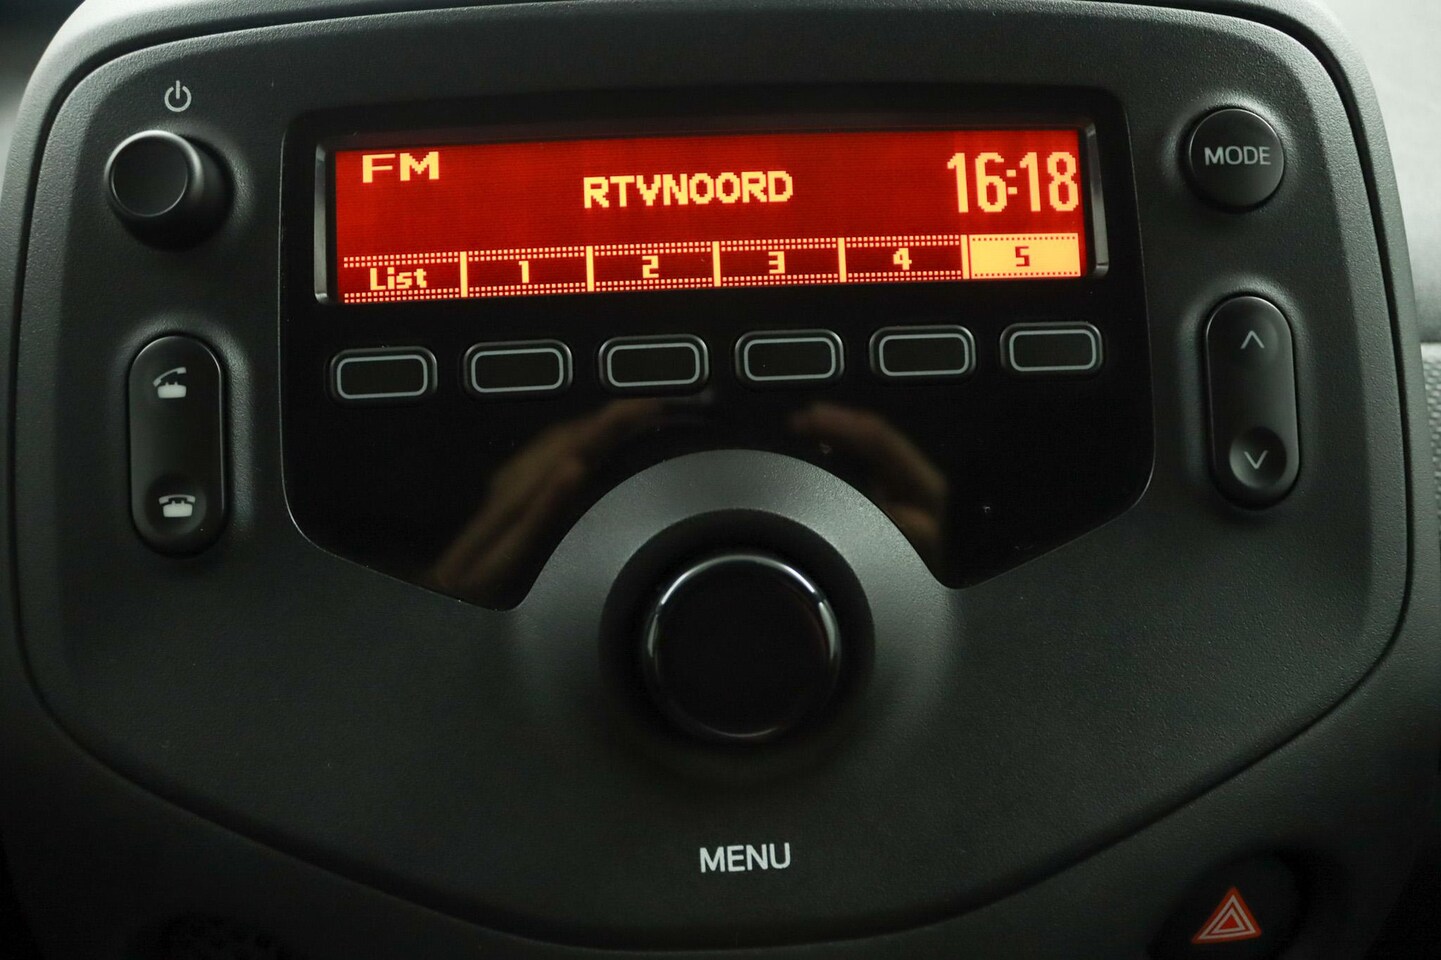 FM
RTVNOORD
16:18
List 1 2 3 4 5
MODE
MENU